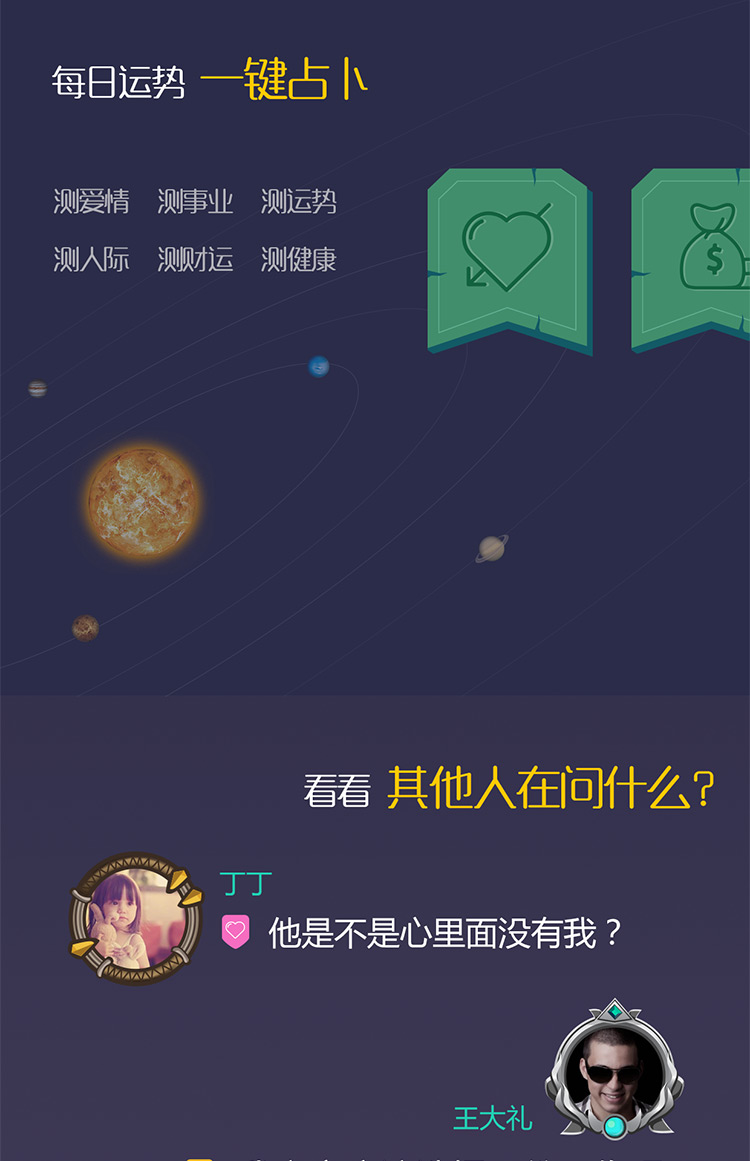 每日运势 一键占卜
测爱情 测事业 测运势
测人际 测财运 测健康
$
看看 其他人在问什么?
丁丁
他是不是心里面没有我？
王大礼